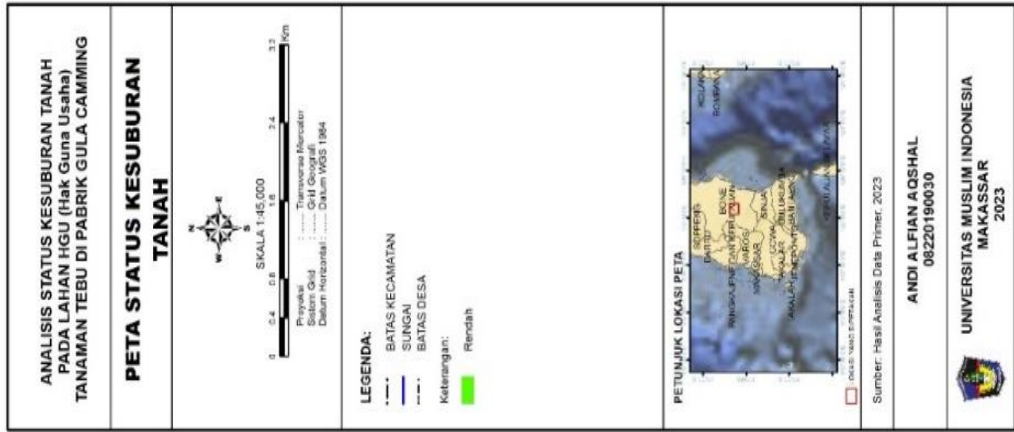 ANALISIS STATUS KESUBURAN TANAH
PADA LAHAN HGU (Hak Guna Usaha)
TANAMAN TEBU DI PABRIK GULA CAMMING
PETA STATUS KESUBURAN
TANAH
N
W
E
S
SKALA 1:45,000
0
0.4
0.8
1.6
2.4
3.2
Km
Proyeksi : ...... Transverse Mercator
Sistem Grid : ...... Grid Geografi
Datum Horizontal : ...... Datum WGS 1984
LEGENDA:
BATAS KECAMATAN
SUNGAI
BATAS DESA
Keterangan:
Rendah
PETUNJUK LOKASI PETA
SOPPENG
BARRU
BONE
MAROS
SINJAI
GOWA
LOKASI YANG DIPETAKAN
Sumber: Hasil Analisis Data Primer, 2023
ANDI ALFIAN AQSHAL
08220190030
UNIVERSITAS MUSLIM INDONESIA
MAKASSAR
2023